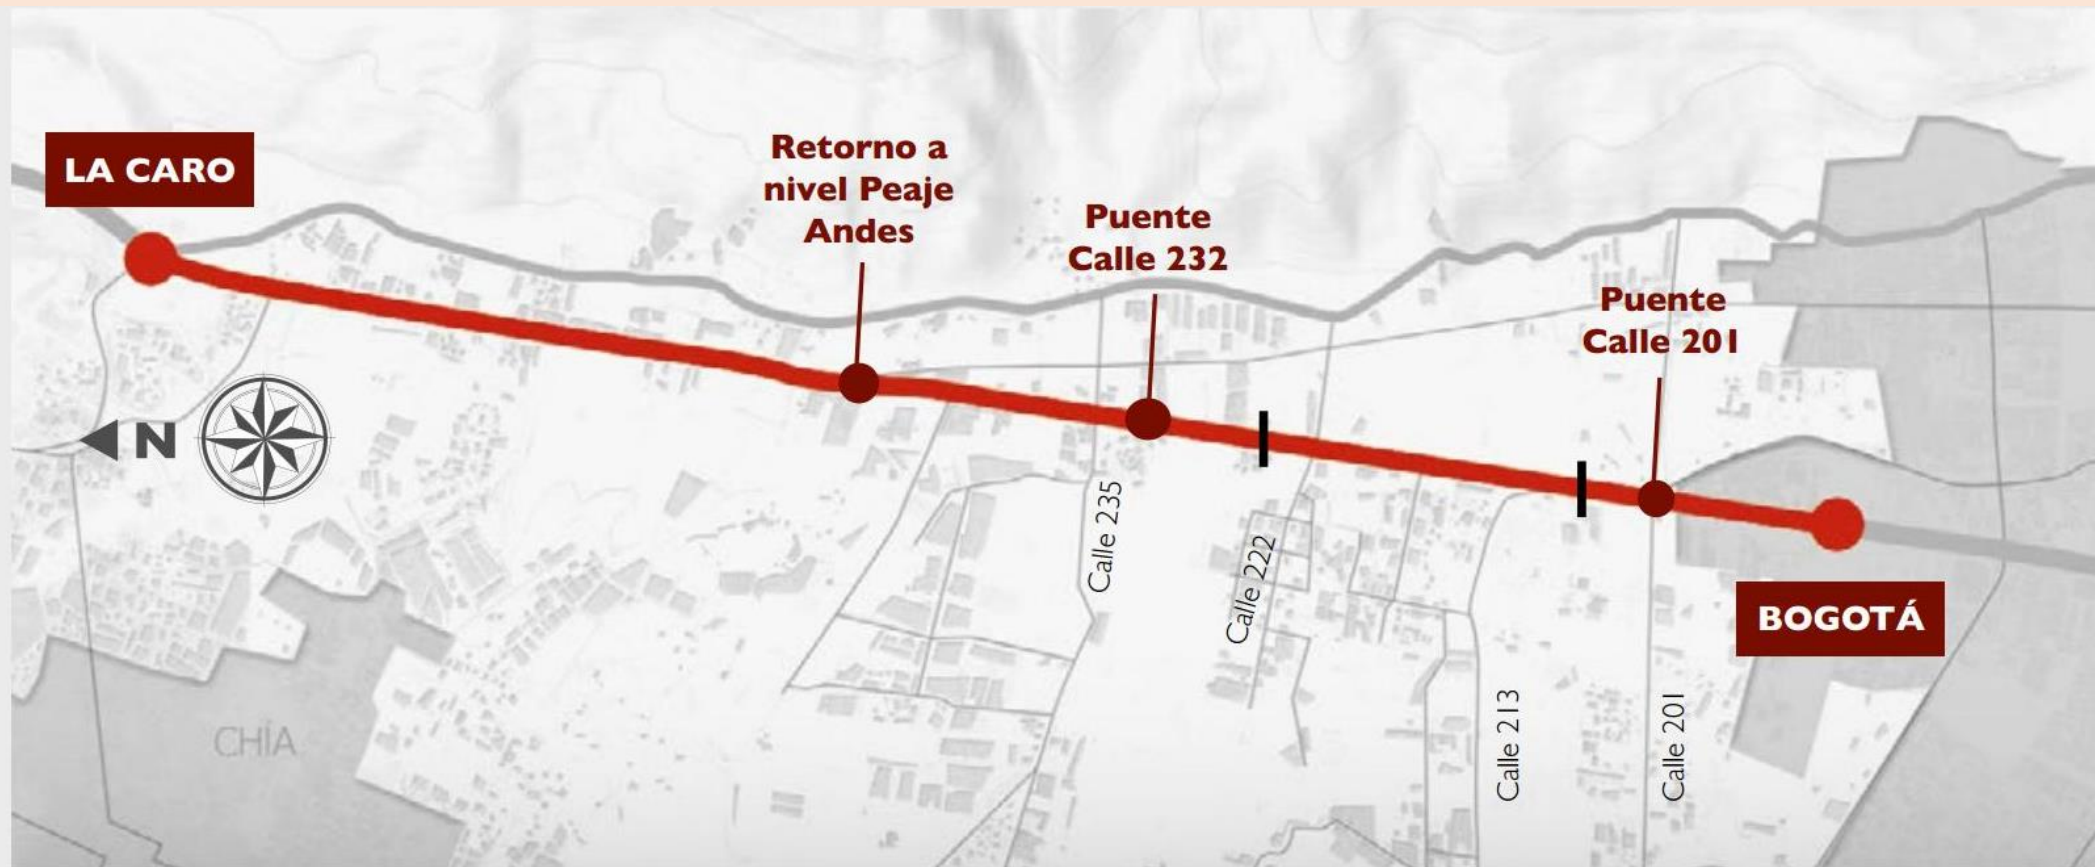 LA CARO
Retorno a
nivel Peaje
Andes
Puente
Calle 232
Puente
Calle 201
N
Calle 235
Calle 222
Calle 213
Calle 201
BOGOTÁ
CHÍA